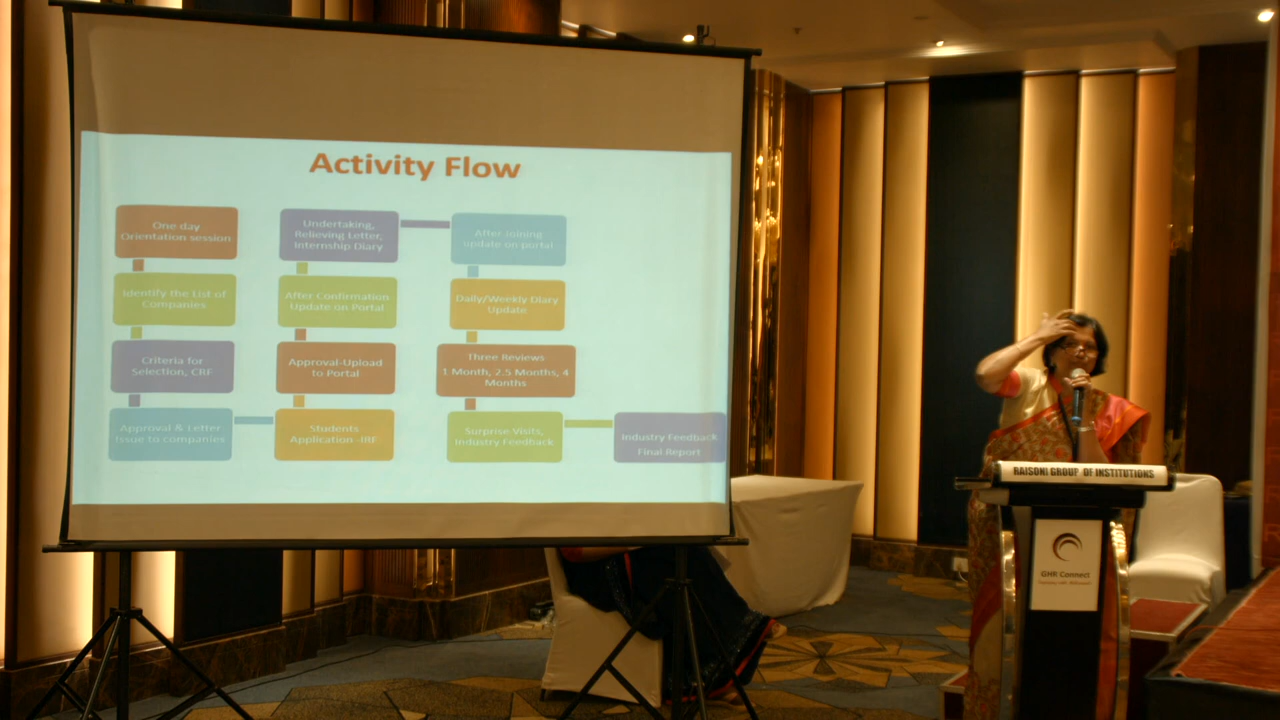 Activity Flow
One day
Orientation session
Identify the List of
Companies.
Criteria for
Selection, CRF
Approval & Letter
Issue to companies
Students
Application -IRF
Approval-Upload
to Portal
After Confirmation
Update on Portal
Undertaking,
Relieving Letter,
Internship Diary
After Joining
update on portal
Daily/Weekly Diary
Update
Three Reviews
1 Month, 2.5 Months, 4
Months
Surprise Visits,
Industry Feedback
Industry Feedback
Final Report
RAISONI GROUP OF INSTITUTIONS
GHR Connect